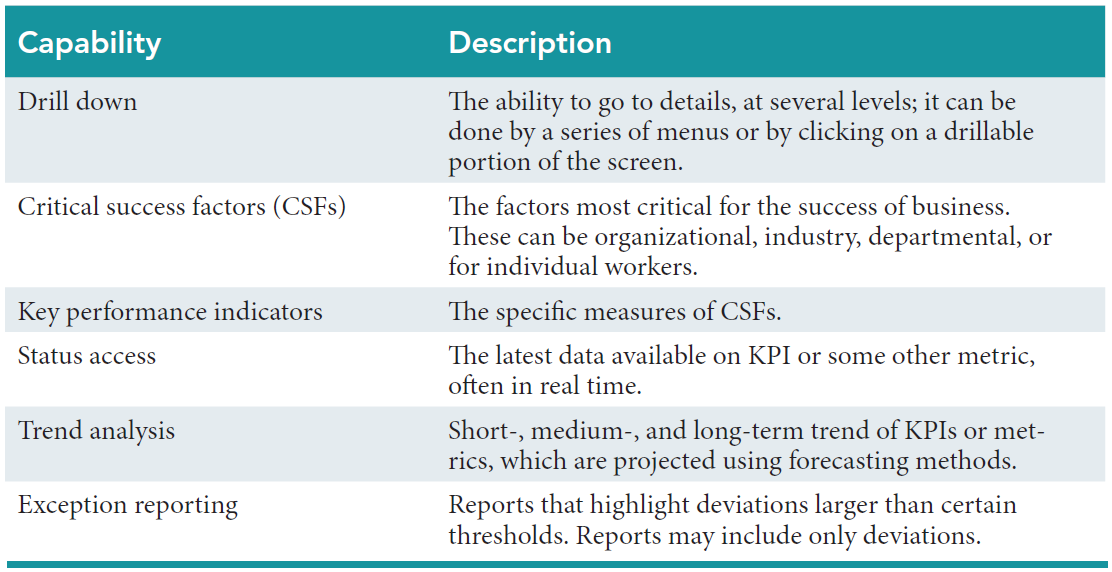 Capability Description
Drill down The ability to go to details, at several levels; it can be
done by a series of menus or by clicking on a drillable
portion of the screen.
Critical success factors (CSFs) The factors most critical for the success of business.
These can be organizational, industry, departmental, or
for individual workers.
Key performance indicators The specific measures of CSFs.
Status access The latest data available on KPI or some other metric,
often in real time.
Trend analysis Short-, medium-, and long-term trend of KPIs or met-
rics, which are projected using forecasting methods.
Exception reporting Reports that highlight deviations larger than certain
thresholds. Reports may include only deviations.